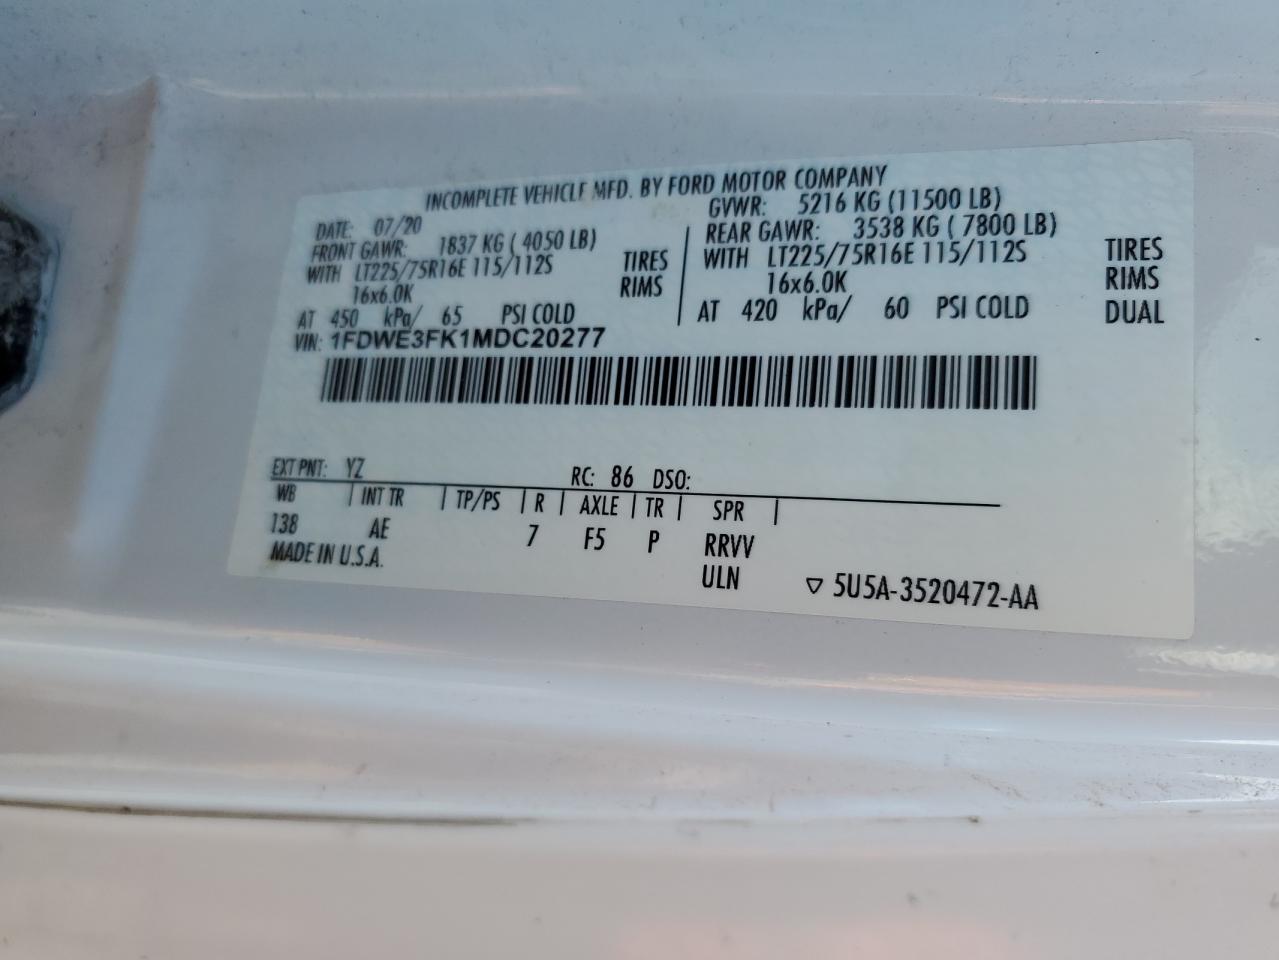 INCOMPLETE VEHICLE MFD. BY FORD MOTOR COMPANY
DATE: 07/20
FRONT GAWR: 1837 KG ( 4050 LB)
WITH LT225/75R16E 115/112S TIRES
16x6.0K RIMS
AT 450 kPa/ 65 PSI COLD
GVWR: 5216 KG (11500 LB)
REAR GAWR: 3538 KG ( 7800 LB)
WITH LT225/75R16E 115/112S TIRES
16x6.0K RIMS
AT 420 kPa/ 60 PSI COLD DUAL
VIN: 1FDWE3FK1MDC20277
EXT PNT: YZ RC: 86 DSO:
WB | INT TR | TP/PS | R | AXLE | TR | SPR |
138 AE 7 F5 P RRVV
MADE IN U.S.A. ULN ▽ 5U5A-3520472-AA